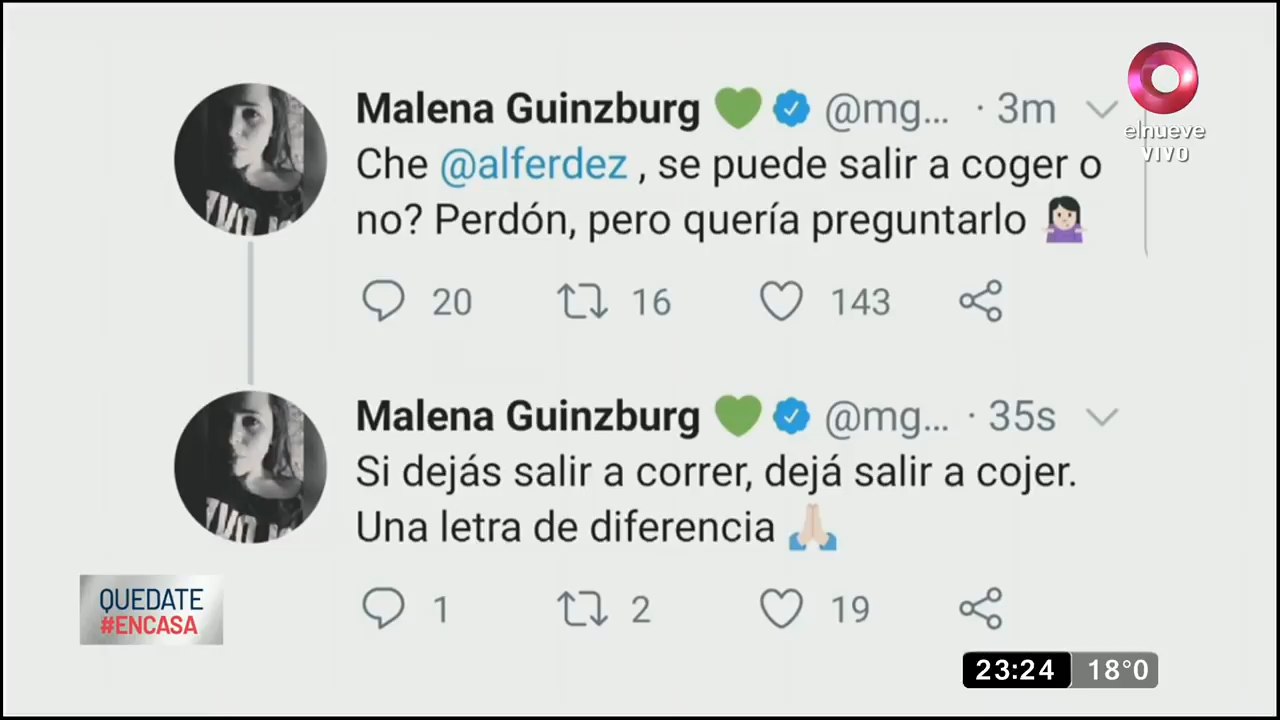 Malena Guinzburg 💚 @mg... · 3m
Che @alferdez , se puede salir a coger o
no? Perdón, pero quería preguntarlo 🤷🏻‍♀️
20 16 143
Malena Guinzburg 💚 @mg... · 35s
Si dejás salir a correr, dejá salir a cojer.
Una letra de diferencia 🙏🏻
1 2 19
elnueve
VIVO
QUEDATE
#ENCASA
23:24 18°0